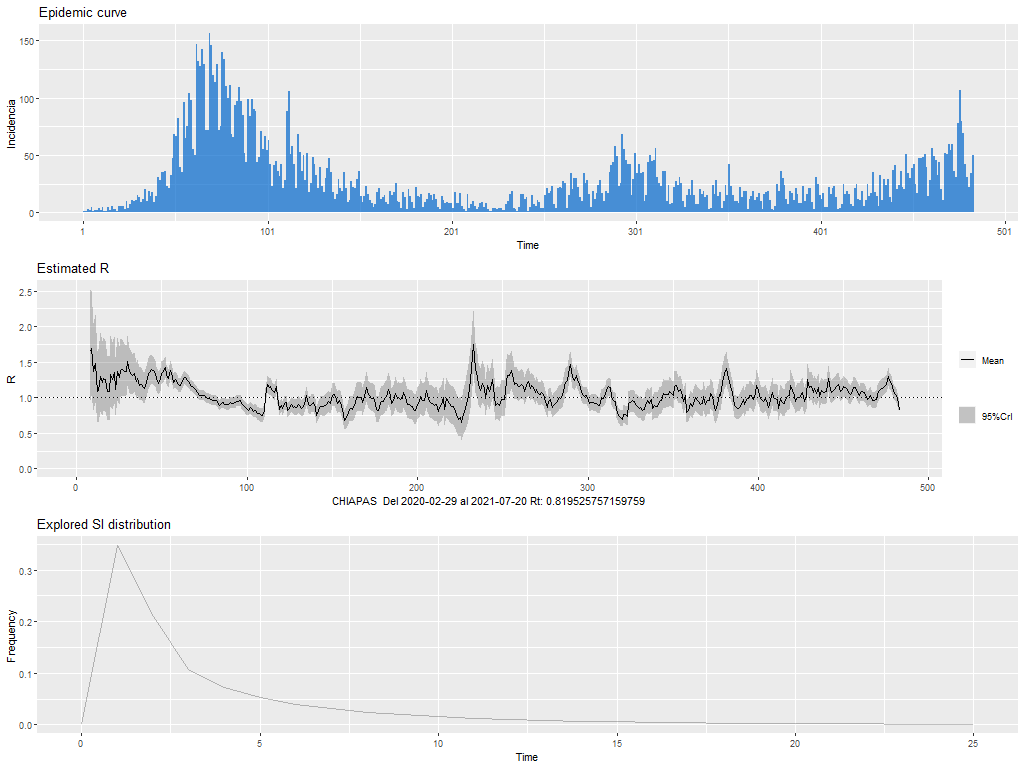 Epidemic curve
150
100
50
0
Incidencia
1
101
201
301
401
501
Time
Estimated R
2.5
2.0
1.5
1.0
0.5
0.0
R
0
100
200
300
400
500
CHIAPAS Del 2020-02-29 al 2021-07-20 Rt: 0.819525757159759
Mean
95%CrI
Explored SI distribution
0.3
0.2
0.1
0.0
Frequency
0
5
10
15
20
25
Time